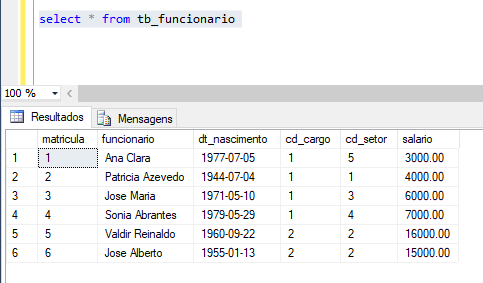 select * from tb_funcionario
100 %
Resultados Mensagens
matricula funcionario dt_nascimento cd_cargo cd_setor salario
1 1 Ana Clara 1977-07-05 1 5 3000.00
2 2 Patricia Azevedo 1944-07-04 1 1 4000.00
3 3 Jose Maria 1971-05-10 1 3 6000.00
4 4 Sonia Abrantes 1979-05-29 1 4 7000.00
5 5 Valdir Reinaldo 1960-09-22 2 2 16000.00
6 6 Jose Alberto 1955-01-13 2 2 15000.00